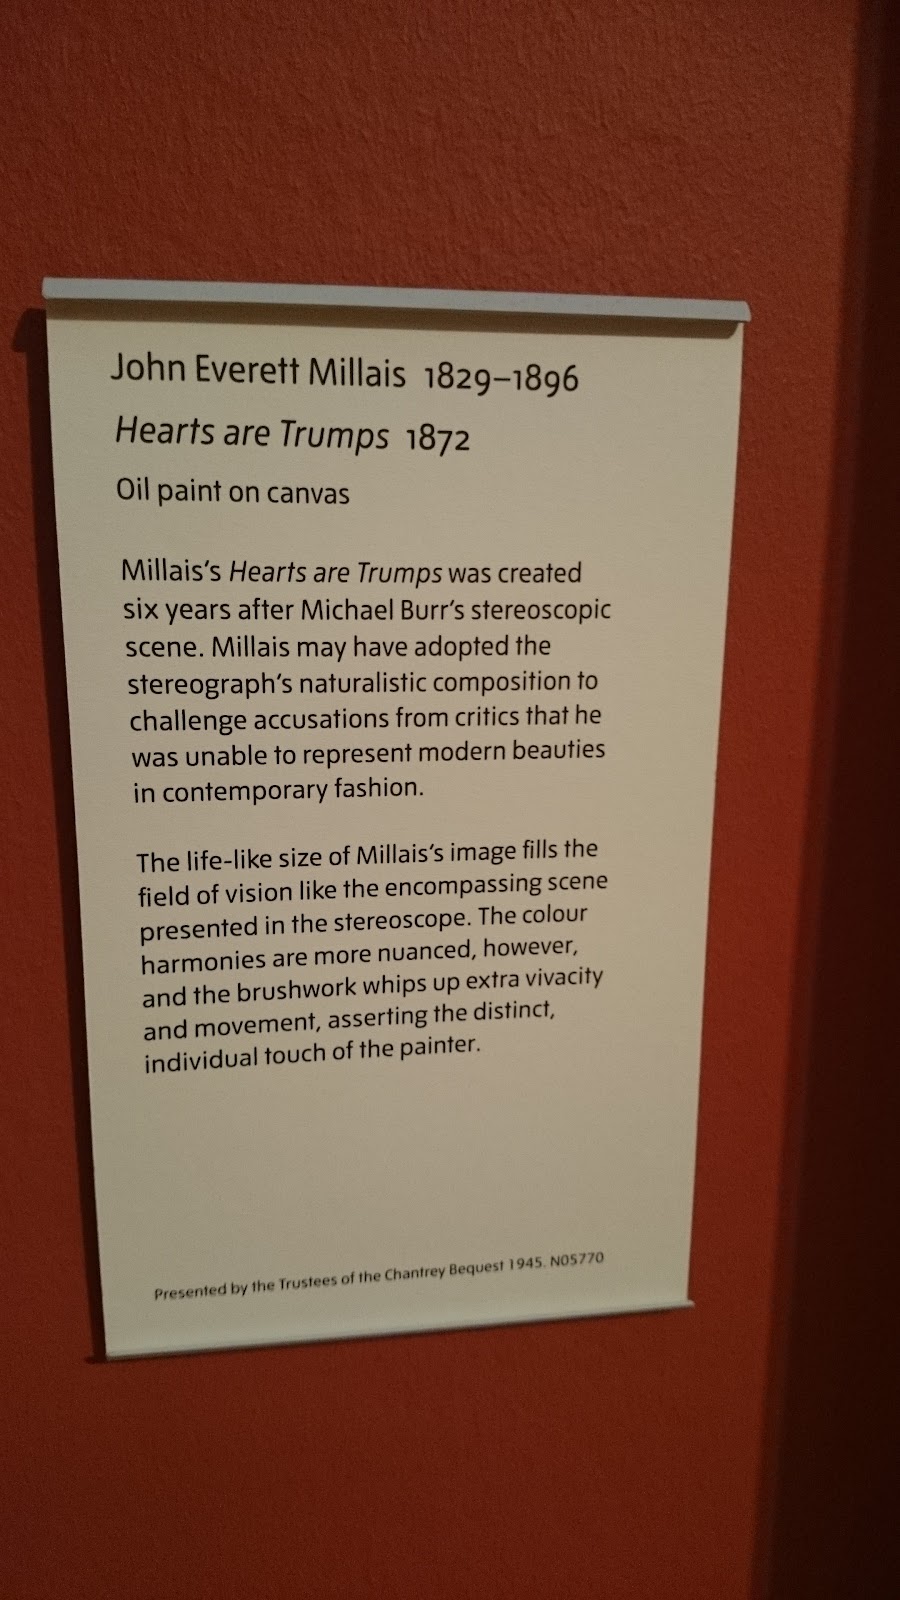 John Everett Millais 1829–1896
Hearts are Trumps 1872
Oil paint on canvas
Millais's Hearts are Trumps was created
six years after Michael Burr's stereoscopic
scene. Millais may have adopted the
stereograph's naturalistic composition to
challenge accusations from critics that he
was unable to represent modern beauties
in contemporary fashion.
The life-like size of Millais's image fills the
field of vision like the encompassing scene
presented in the stereoscope. The colour
harmonies are more nuanced, however,
and the brushwork whips up extra vivacity
and movement, asserting the distinct,
individual touch of the painter.
Presented by the Trustees of the Chantrey Bequest 1945. N05770